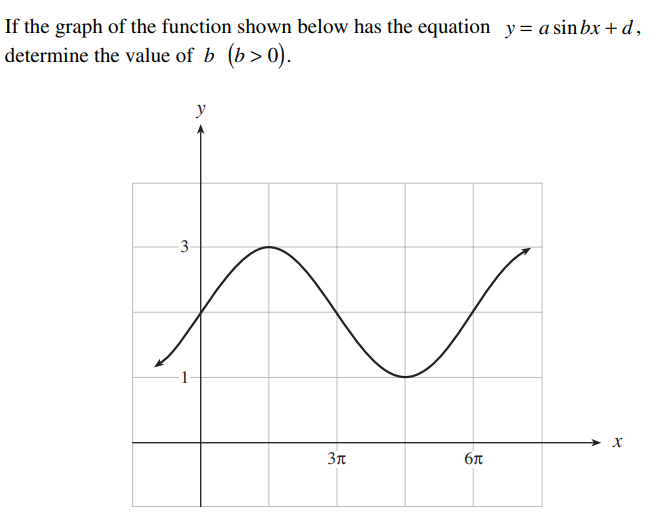 If the graph of the function shown below has the equation y = a sin bx + d,
determine the value of b (b > 0).
y
3
1
x
3π
6π